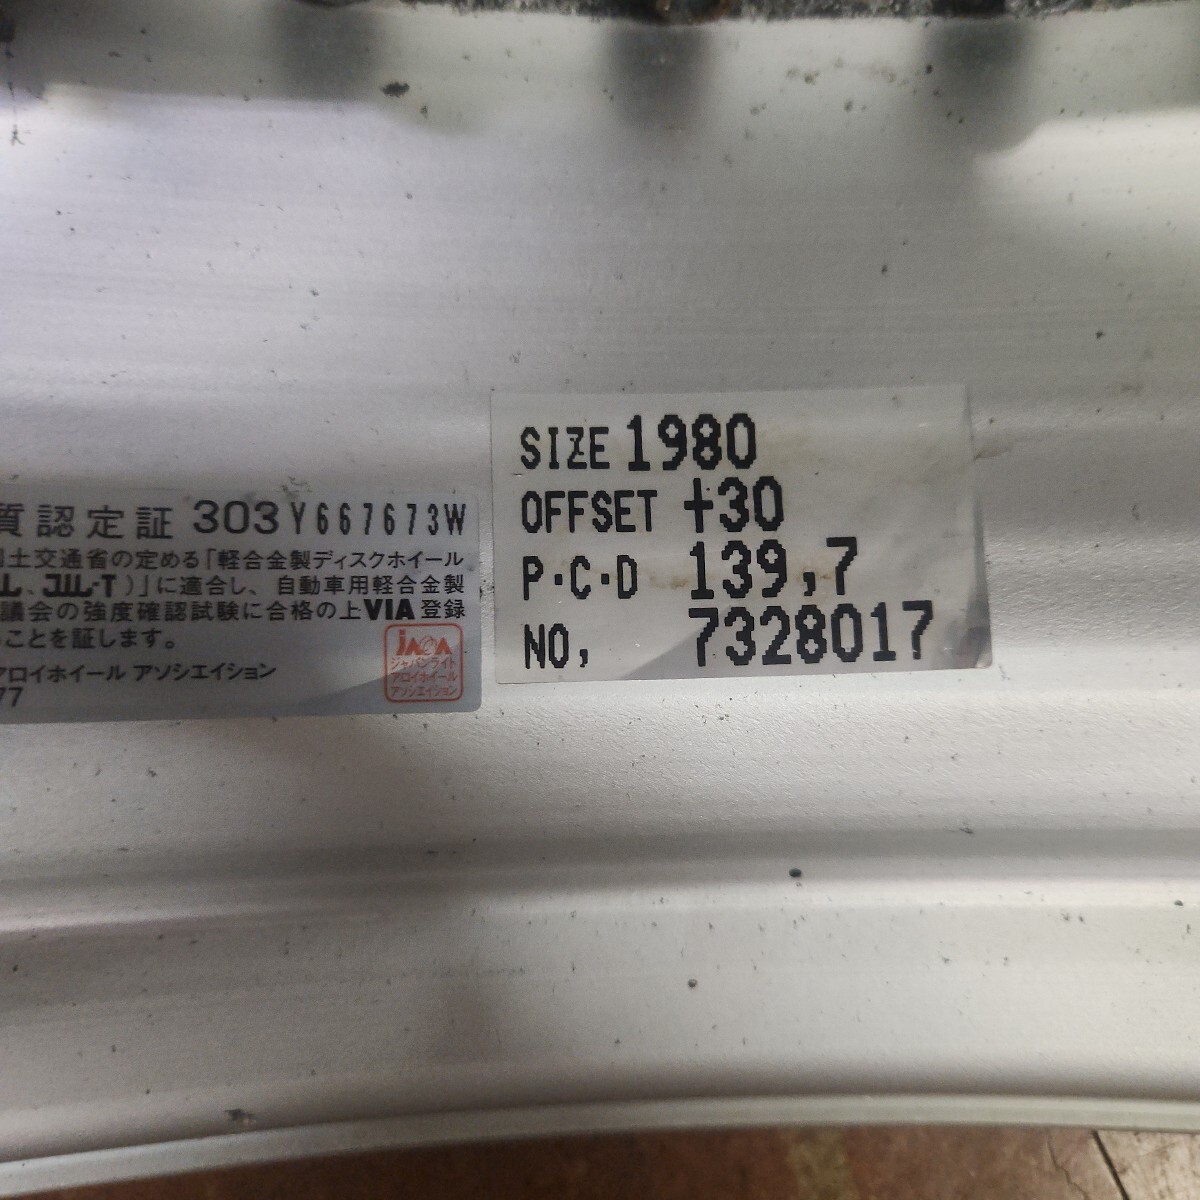 質認定証 303Y667673W
土交通省の定める「軽合金製ディスクホイール
L、JWL-T)」に適合し、自動車用軽合金製
議会の強度確認試験に合格の上VIA登録
ことを証します。
アロイホイール アソシエイション
77
JAWA
ジャパンライト
アロイホイール
アソシエイション
SIZE 1980
OFFSET +30
P・C・D 139,7
NO, 7328017